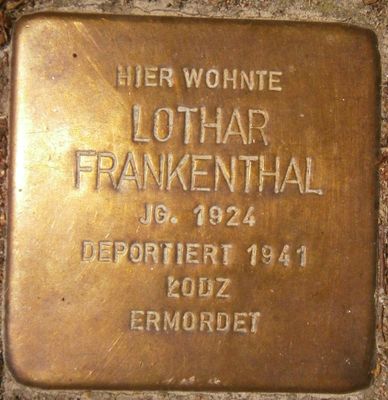 HIER WOHNTE
LOTHAR
FRANKENTHAL
JG. 1924
DEPORTIERT 1941
ŁODZ
ERMORDET